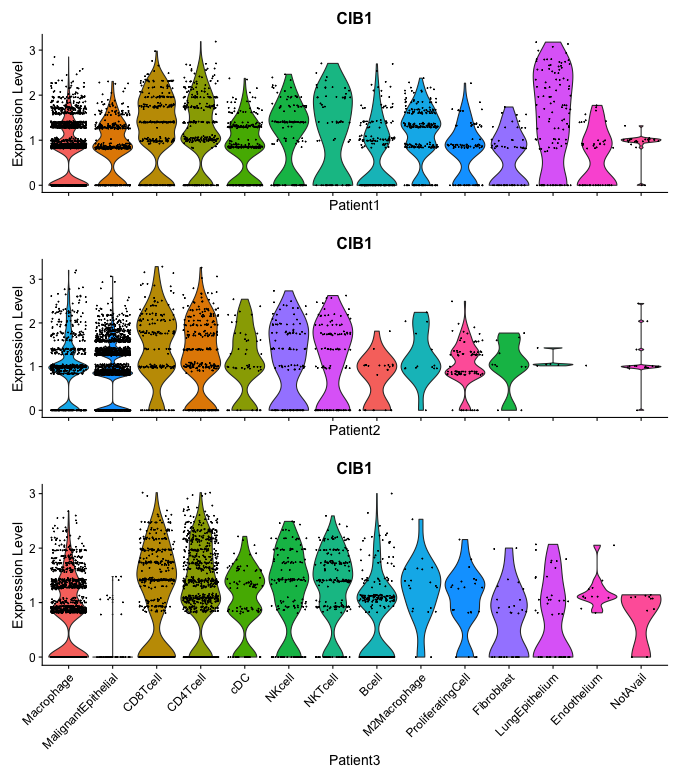 CIB1
Expression Level
3
2
1
0
Patient1
CIB1
Expression Level
3
2
1
0
Patient2
CIB1
Expression Level
3
2
1
0
Macrophage
MalignantEpithelial
CD8Tcell
CD4Tcell
cDC
NKcell
NKTcell
Bcell
M2Macrophage
ProliferatingCell
Fibroblast
LungEpithelium
Endothelium
NotAvail
Patient3